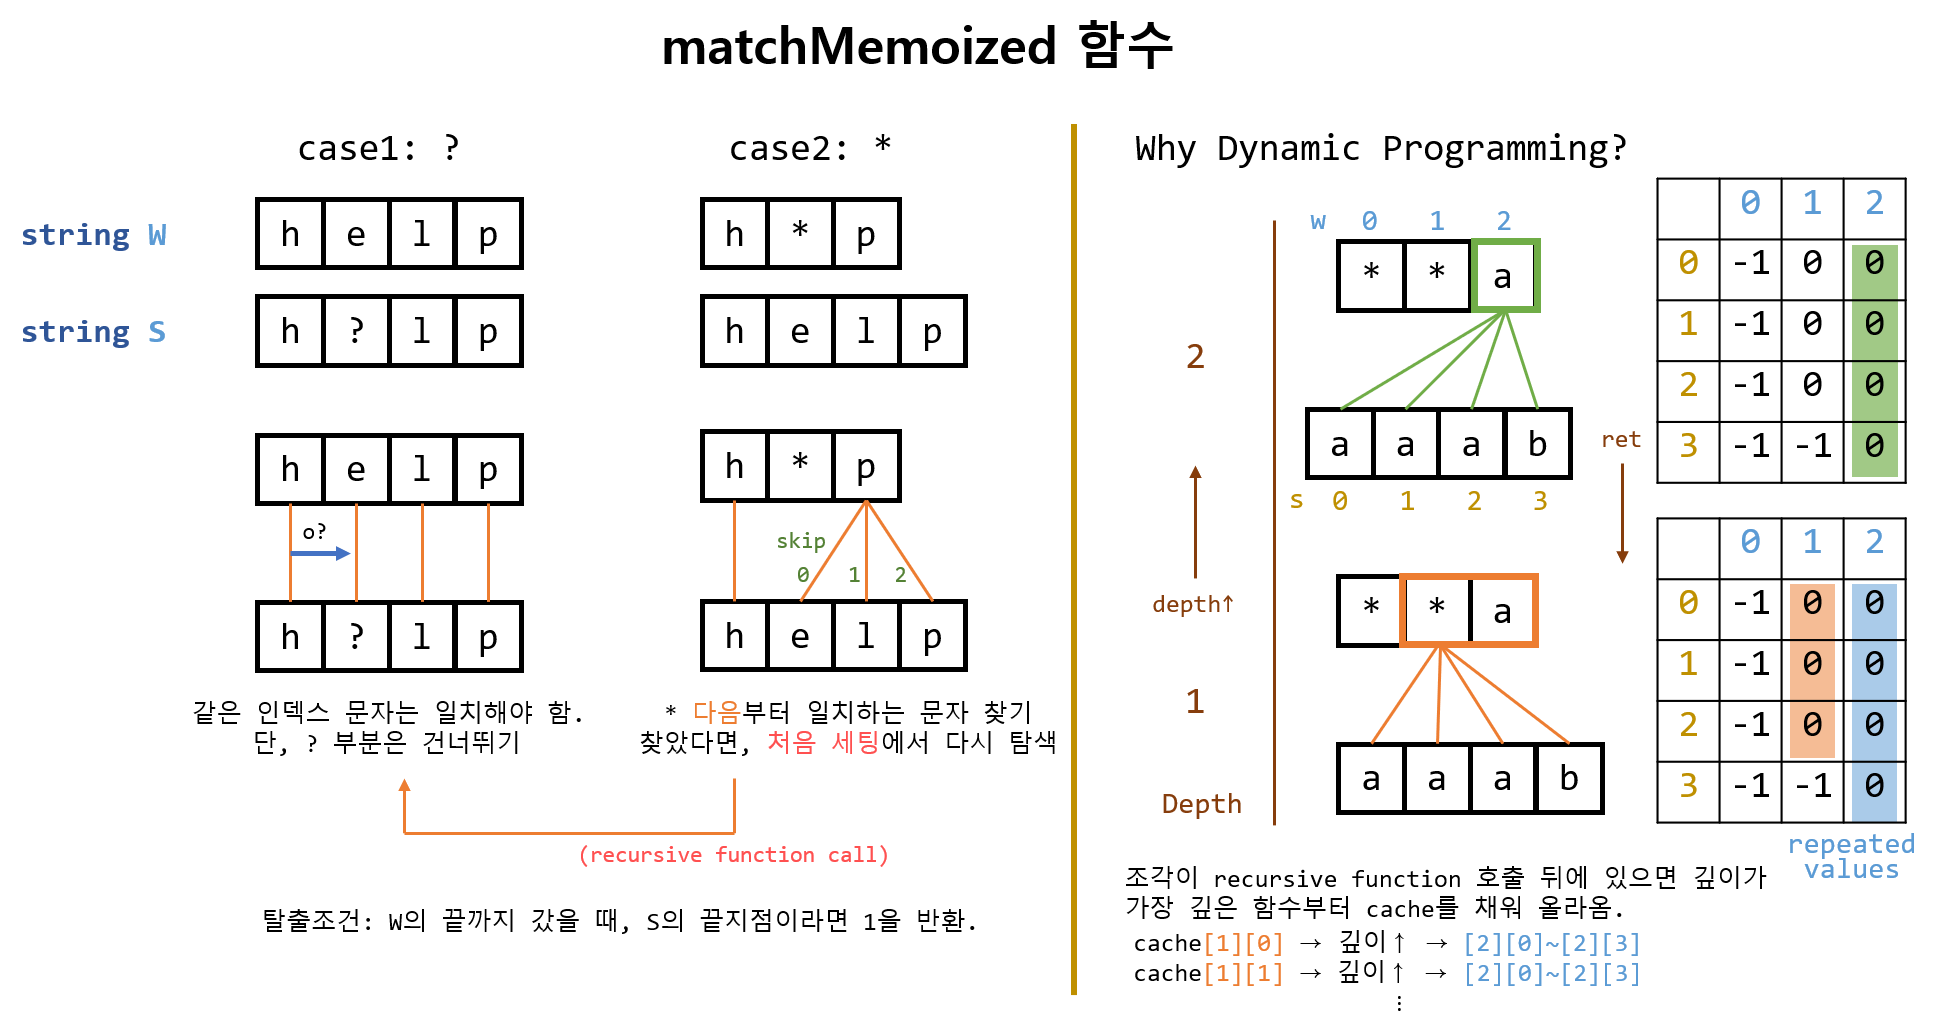 matchMemoized 함수
case1: ?
case2: *
string W
h e l p
h * p
string S
h ? l p
h e l p
h e l p
h * p
o?
skip
0 1 2
h ? l p
h e l p
같은 인덱스 문자는 일치해야 함.
단, ? 부분은 건너뛰기
* 다음부터 일치하는 문자 찾기
찾았다면, 처음 세팅에서 다시 탐색
(recursive function call)
탈출조건: W의 끝까지 갔을 때, S의 끝지점이라면 1을 반환.
Why Dynamic Programming?
w 0 1 2
* * a
2
a a a b
s 0 1 2 3
depth↑
* * a
1
a a a b
Depth
0 1 2
0 -1 0 0
1 -1 0 0
2 -1 0 0
3 -1 -1 0
ret
0 1 2
0 -1 0 0
1 -1 0 0
2 -1 0 0
3 -1 -1 0
repeated
values
조각이 recursive function 호출 뒤에 있으면 깊이가
가장 깊은 함수부터 cache를 채워 올라옴.
cache[1][0] → 깊이↑ → [2][0]~[2][3]
cache[1][1] → 깊이↑ → [2][0]~[2][3]
⋮